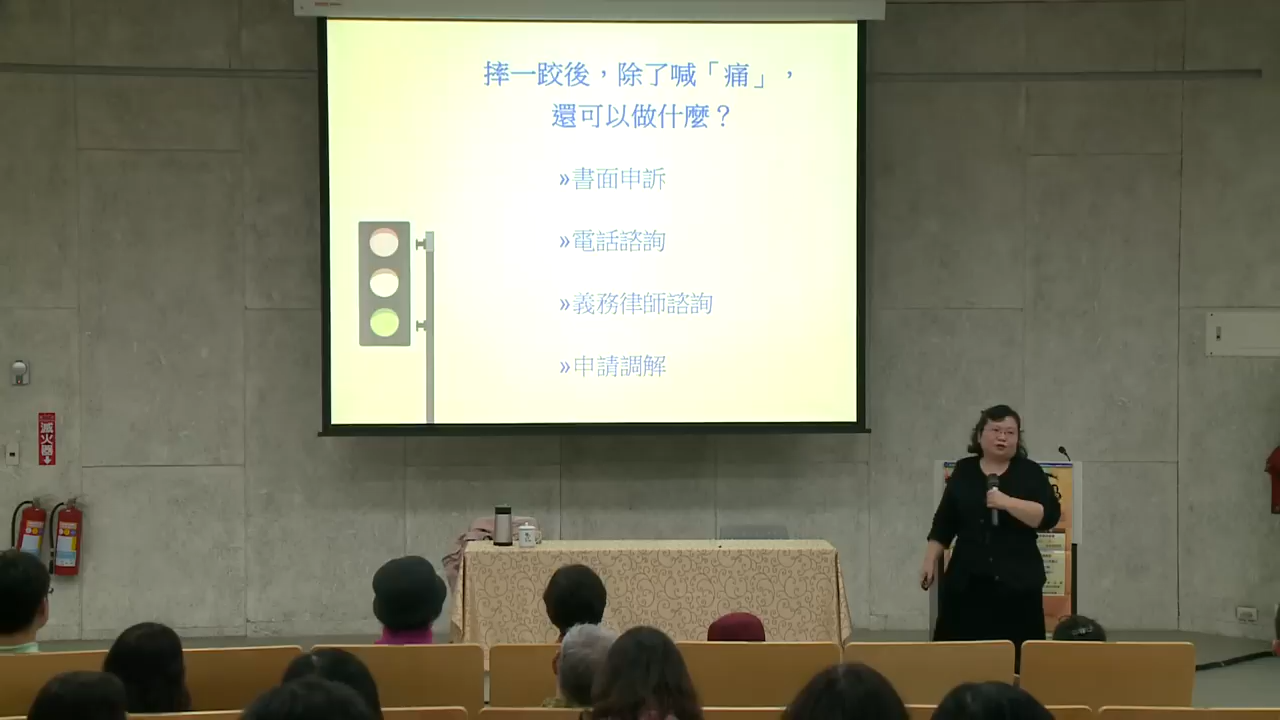 摔一跤後，除了喊「痛」，
還可以做什麼？
»書面申訴
»電話諮詢
»義務律師諮詢
»申請調解
滅火器